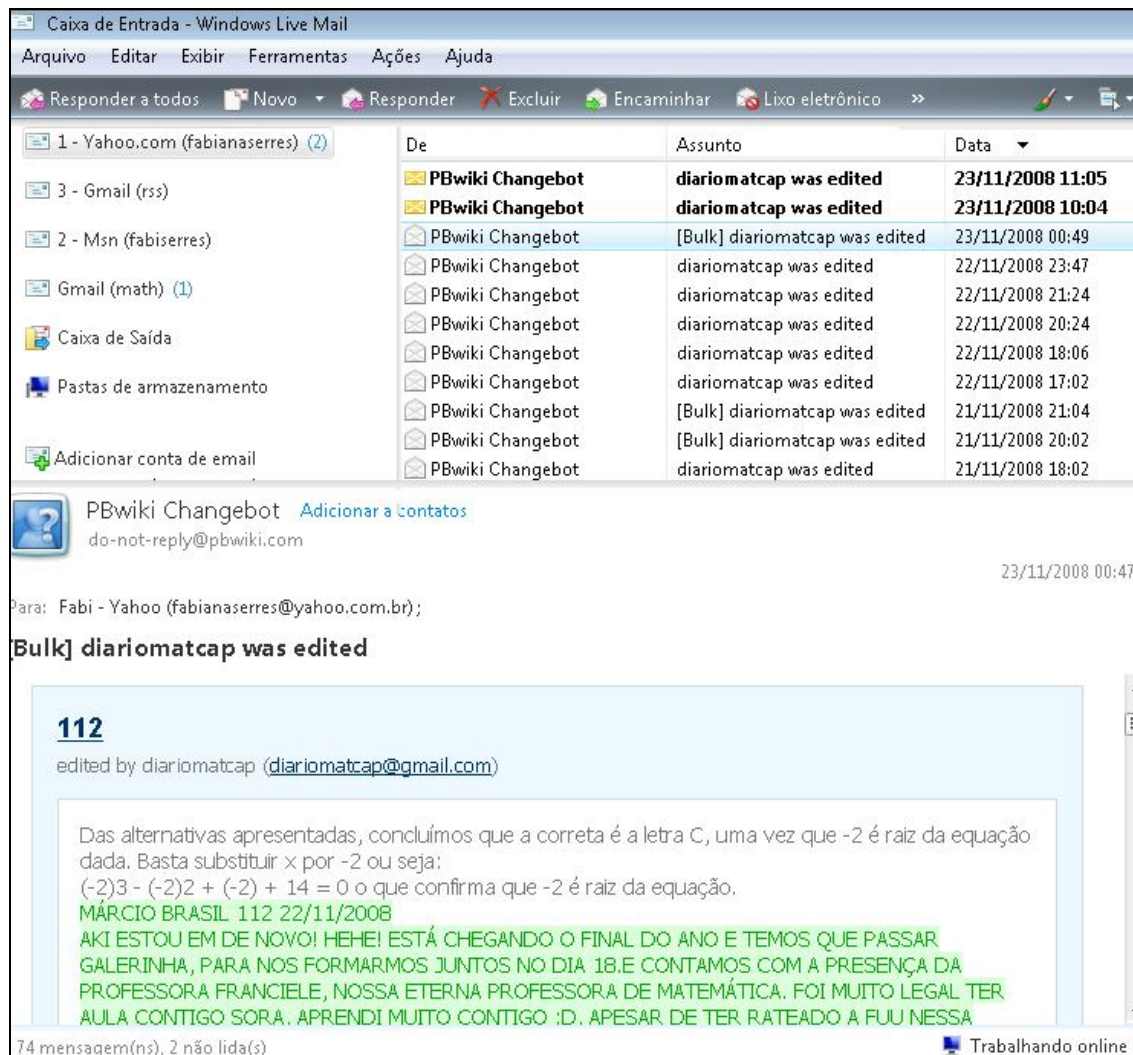 Caixa de Entrada - Windows Live Mail
Arquivo Editar Exibir Ferramentas Ações Ajuda
Responder a todos Novo Responder Excluir Encaminhar Lixo eletrônico »
1 - Yahoo.com (fabianaserres) (2)
3 - Gmail (rss)
2 - Msn (fabiserres)
Gmail (math) (1)
Caixa de Saída
Pastas de armazenamento
Adicionar conta de email
De Assunto Data
PBwiki Changebot diariomatcap was edited 23/11/2008 11:05
PBwiki Changebot diariomatcap was edited 23/11/2008 10:04
PBwiki Changebot [Bulk] diariomatcap was edited 23/11/2008 00:49
PBwiki Changebot diariomatcap was edited 22/11/2008 23:47
PBwiki Changebot diariomatcap was edited 22/11/2008 21:24
PBwiki Changebot diariomatcap was edited 22/11/2008 20:24
PBwiki Changebot diariomatcap was edited 22/11/2008 18:06
PBwiki Changebot diariomatcap was edited 22/11/2008 17:02
PBwiki Changebot [Bulk] diariomatcap was edited 21/11/2008 21:04
PBwiki Changebot [Bulk] diariomatcap was edited 21/11/2008 20:02
PBwiki Changebot diariomatcap was edited 21/11/2008 18:02
PBwiki Changebot Adicionar a contatos
do-not-reply@pbwiki.com
23/11/2008 00:47
Para: Fabi - Yahoo (fabianaserres@yahoo.com.br);
[Bulk] diariomatcap was edited
112
edited by diariomatcap (diariomatcap@gmail.com)
Das alternativas apresentadas, concluímos que a correta é a letra C, uma vez que -2 é raiz da equação
dada. Basta substituir x por -2 ou seja:
(-2)3 - (-2)2 + (-2) + 14 = 0 o que confirma que -2 é raiz da equação.
MÁRCIO BRASIL 112 22/11/2008
AKI ESTOU EM DE NOVO! HEHE! ESTÁ CHEGANDO O FINAL DO ANO E TEMOS QUE PASSAR
GALERINHA, PARA NOS FORMARMOS JUNTOS NO DIA 18.E CONTAMOS COM A PRESENÇA DA
PROFESSORA FRANCIELE, NOSSA ETERNA PROFESSORA DE MATEMÁTICA. FOI MUITO LEGAL TER
AULA CONTIGO SORA. APRENDI MUITO CONTIGO :D. APESAR DE TER RATEADO A FUU NESSA
74 mensagem(ns), 2 não lida(s) Trabalhando online